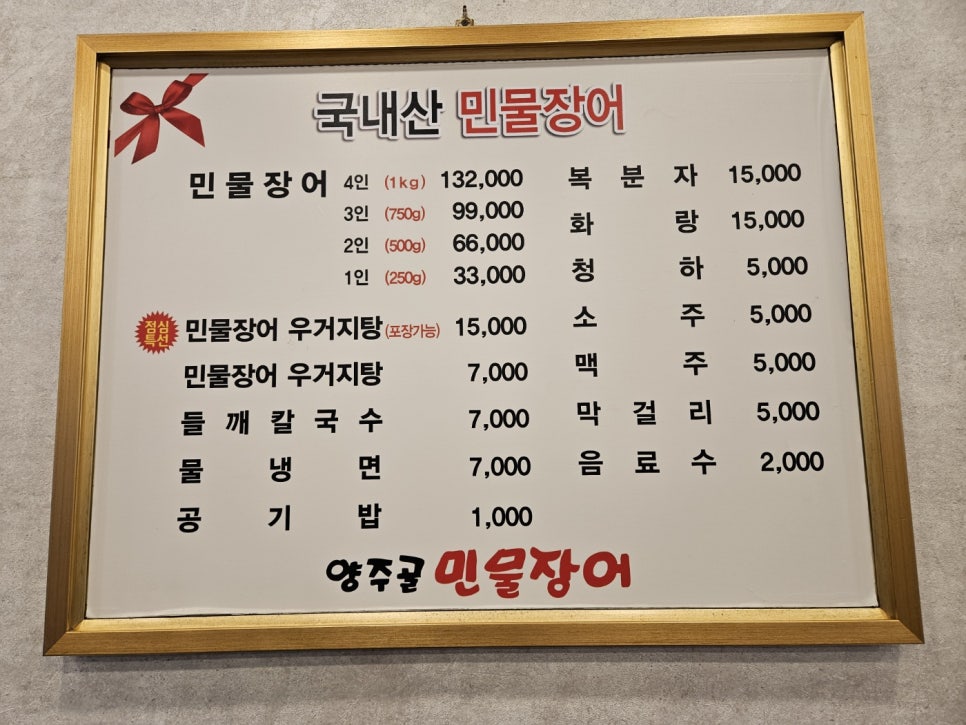 국내산 민물장어
민물장어 4인 (1kg) 132,000
3인 (750g) 99,000
2인 (500g) 66,000
1인 (250g) 33,000
점심
특선
민물장어 우거지탕(포장가능) 15,000
민물장어 우거지탕 7,000
들깨칼국수 7,000
물냉면 7,000
공기밥 1,000
복분자 15,000
화랑 15,000
청하 5,000
소주 5,000
맥주 5,000
막걸리 5,000
음료수 2,000
양주골 민물장어